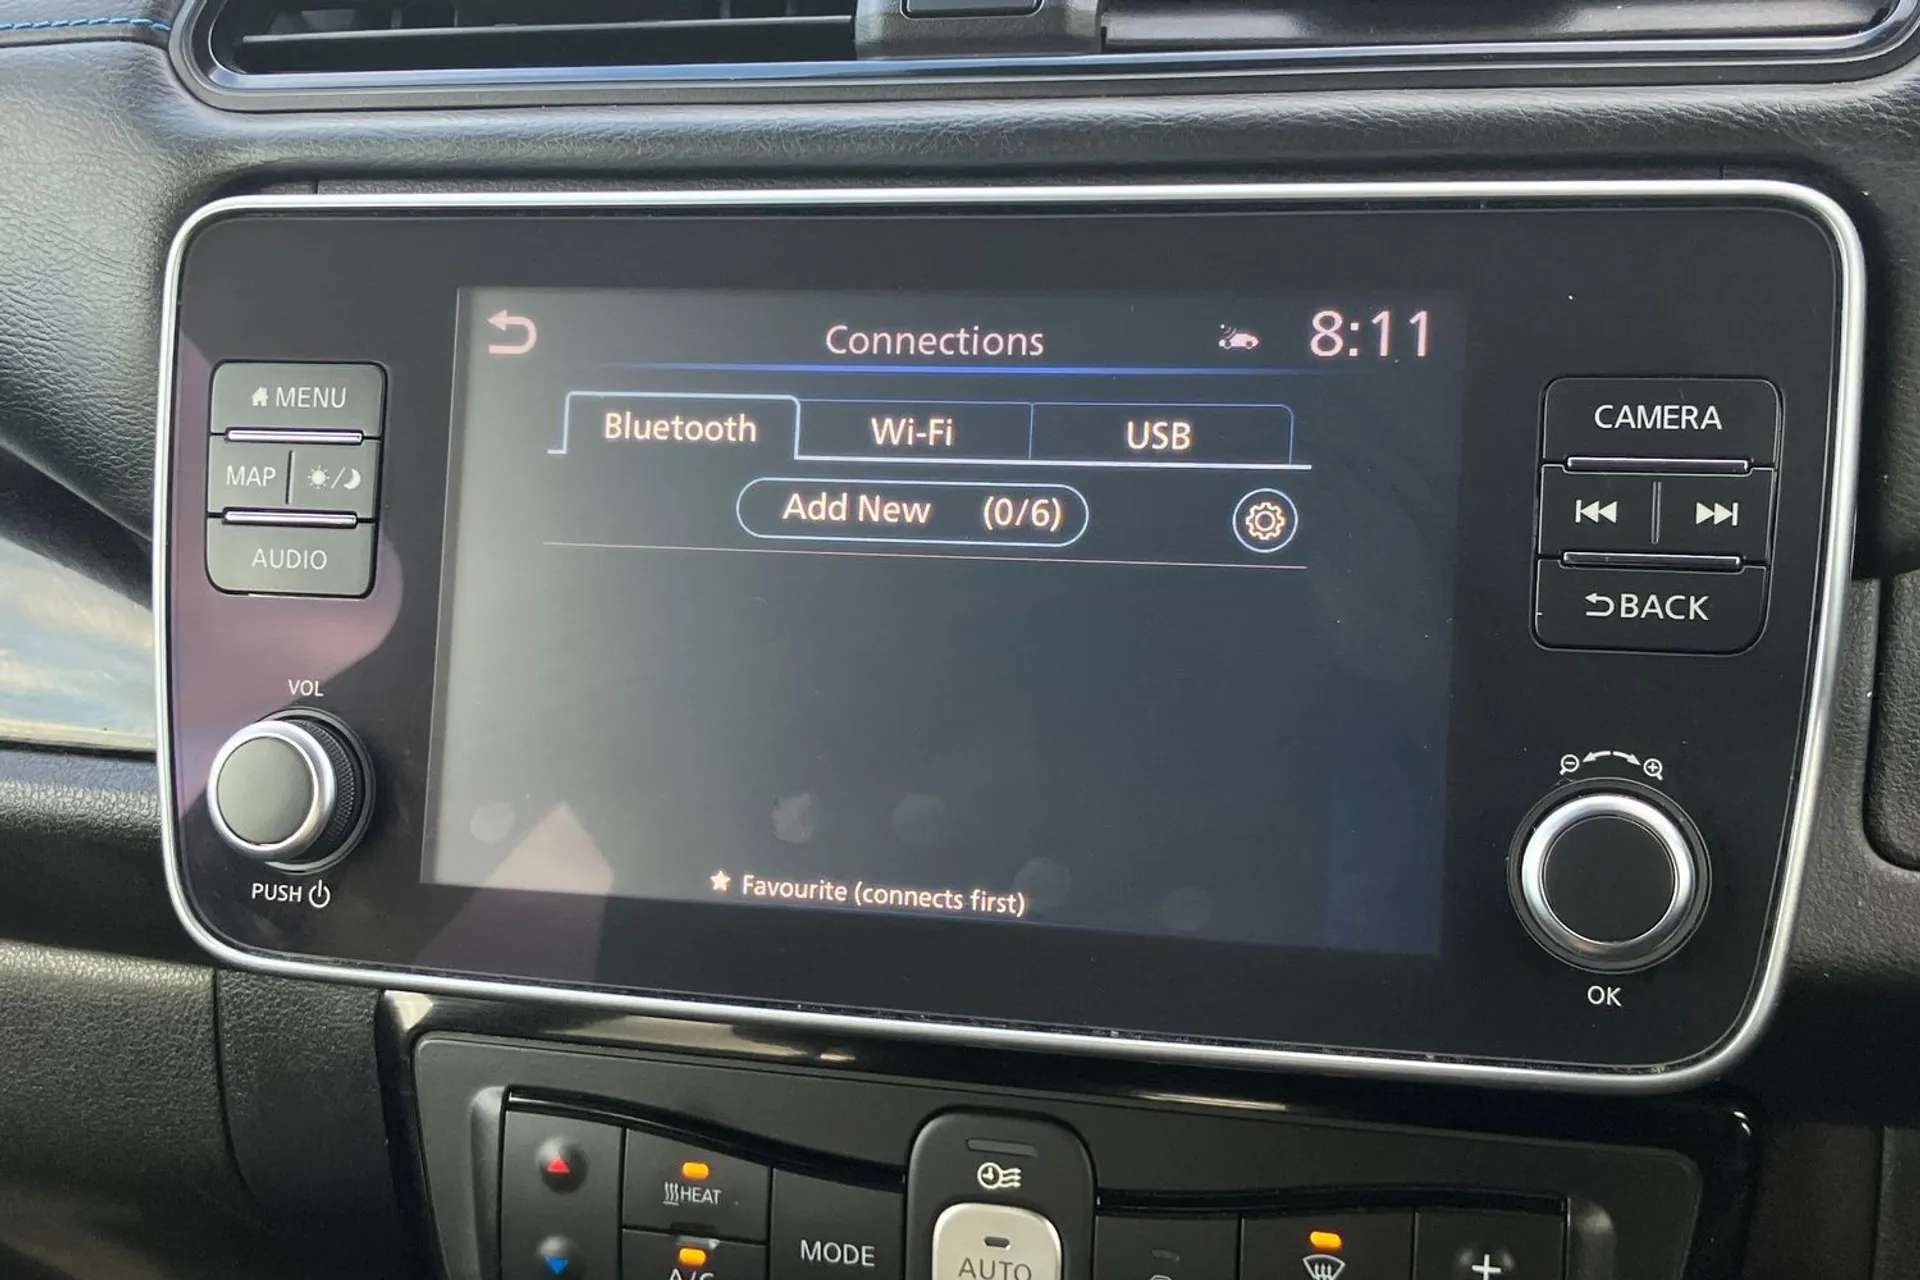 Connections
8:11
MENU
MAP
AUDIO
VOL
PUSH
Bluetooth
Wi-Fi
USB
Add New (0/6)
Favourite (connects first)
CAMERA
BACK
OK
HEAT
A/C
MODE
AUTO